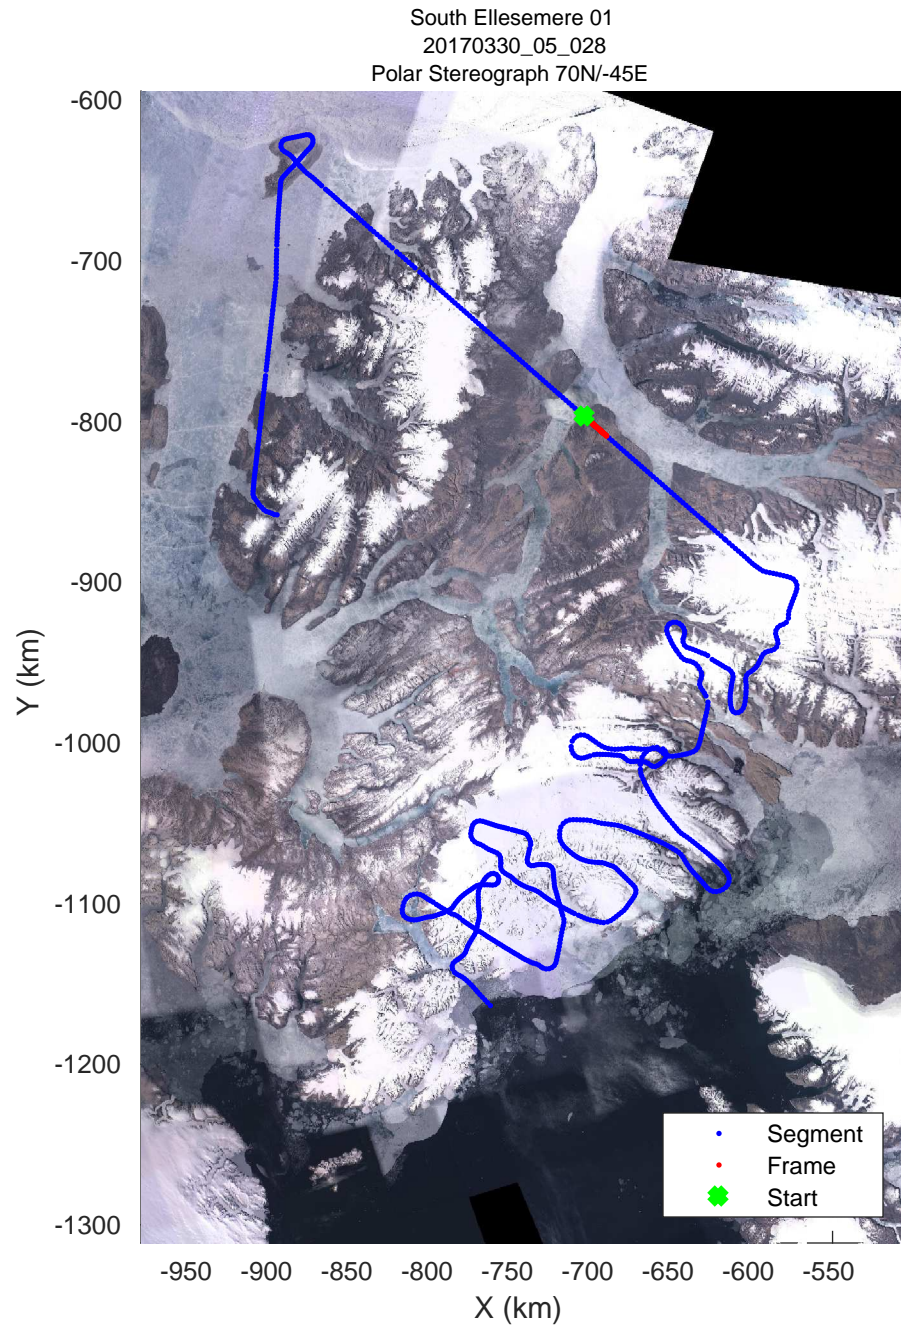 South Ellesemere 01
20170330_05_028
Polar Stereograph 70N/-45E
-600
-700
-800
-900
-1000
-1100
-1200
-1300
Y (km)
Segment
Frame
Start
-950 -900 -850 -800 -750 -700 -650 -600 -550
X (km)